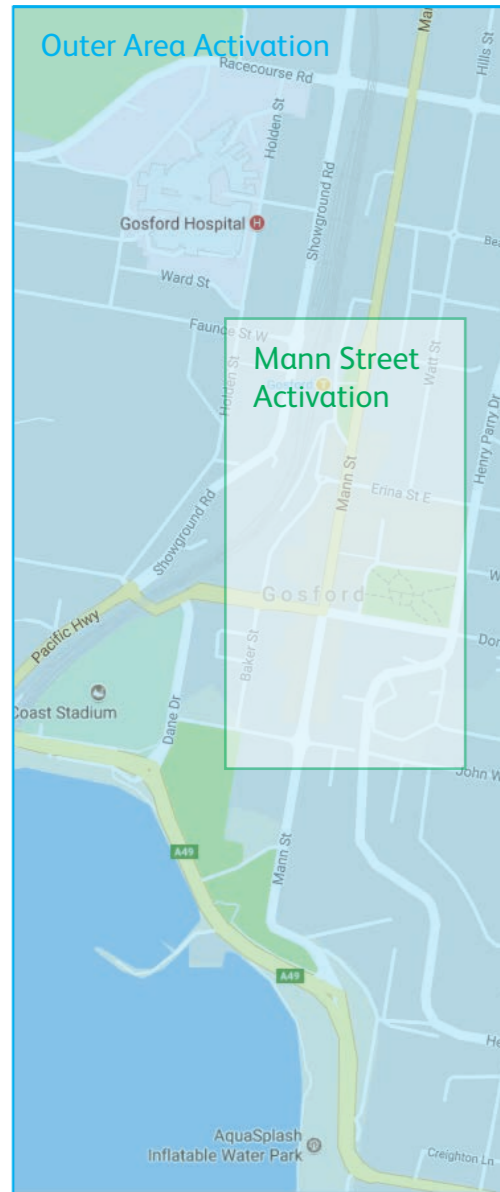 Outer Area Activation
Racecourse Rd
Hills St
Holden St
Showground Rd
Gosford Hospital
H
Ward St
Faunce St W
Mann Street
Activation
Gosford
T
Watt St
Holden St
Henry Parry Dr
Mann St
Erina St E
Showground Rd
Gosford
Pacific Hwy
Baker St
Coast Stadium
Dane Dr
John W
A49
Mann St
A49
He
AquaSplash
Inflatable Water Park
Creighton Ln